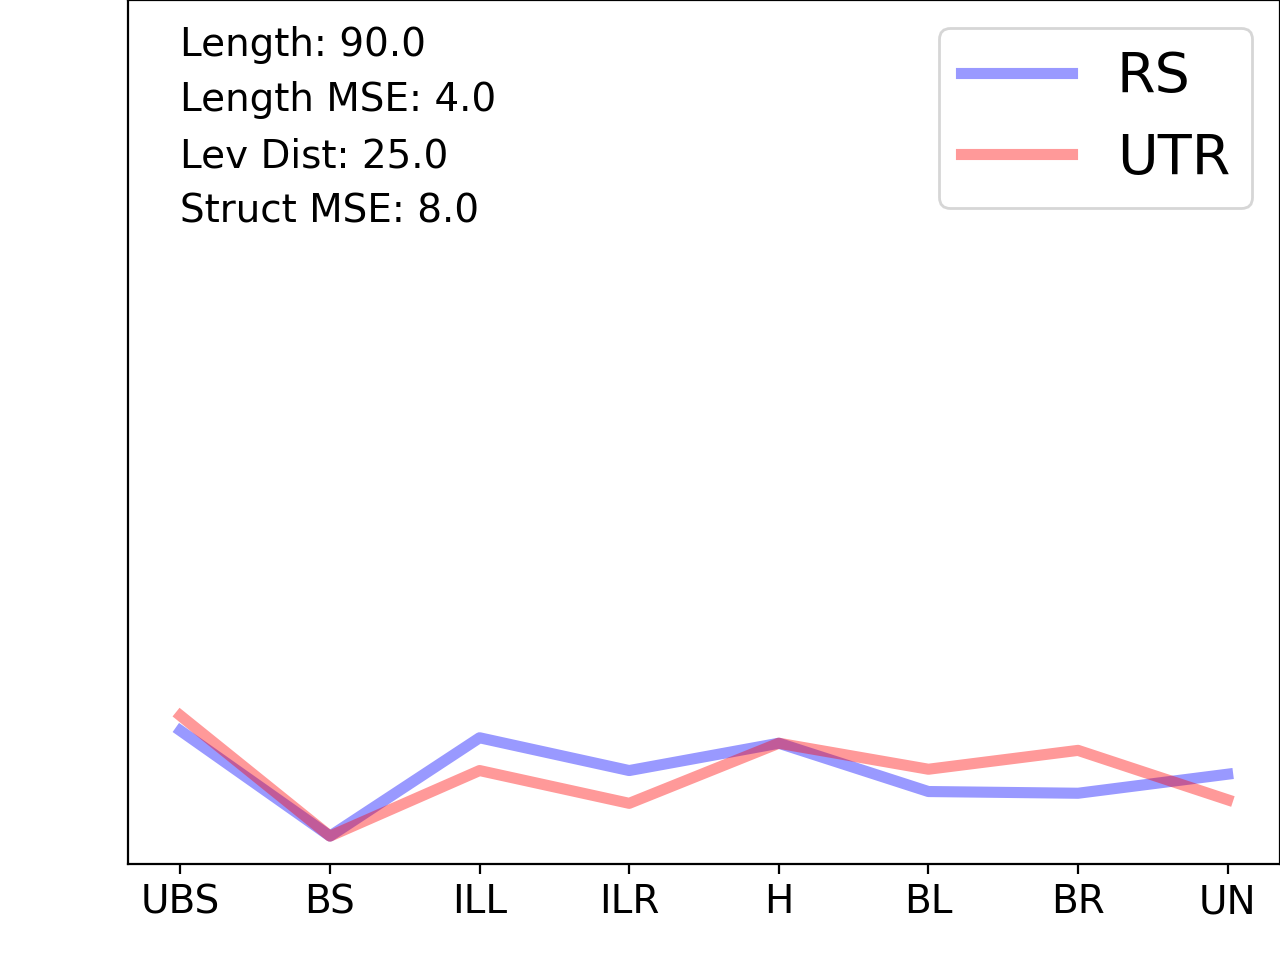 Length: 90.0
Length MSE: 4.0
Lev Dist: 25.0
Struct MSE: 8.0
RS
UTR
UBS BS ILL ILR H BL BR UN